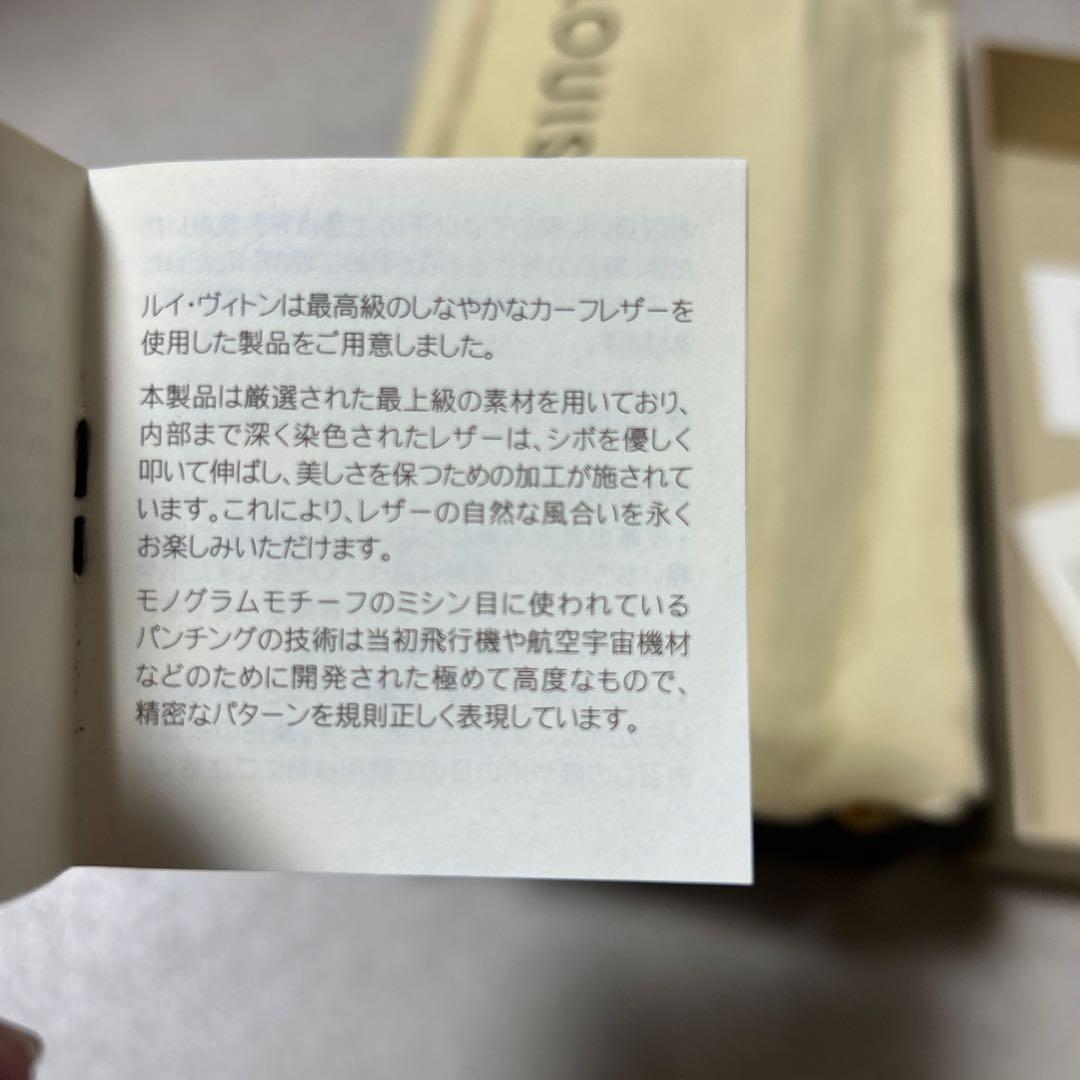 LOUIS
ルイ・ヴィトンは最高級のしなやかなカーフレザーを
使用した製品をご用意しました。
本製品は厳選された最上級の素材を用いており、
内部まで深く染色されたレザーは、シボを優しく
叩いて伸ばし、美しさを保つための加工が施されて
います。これにより、レザーの自然な風合いを永く
お楽しみいただけます。
モノグラムモチーフのミシン目に使われている
パンチングの技術は当初飛行機や航空宇宙機材
などのために開発された極めて高度なもので、
精密なパターンを規則正しく表現しています。